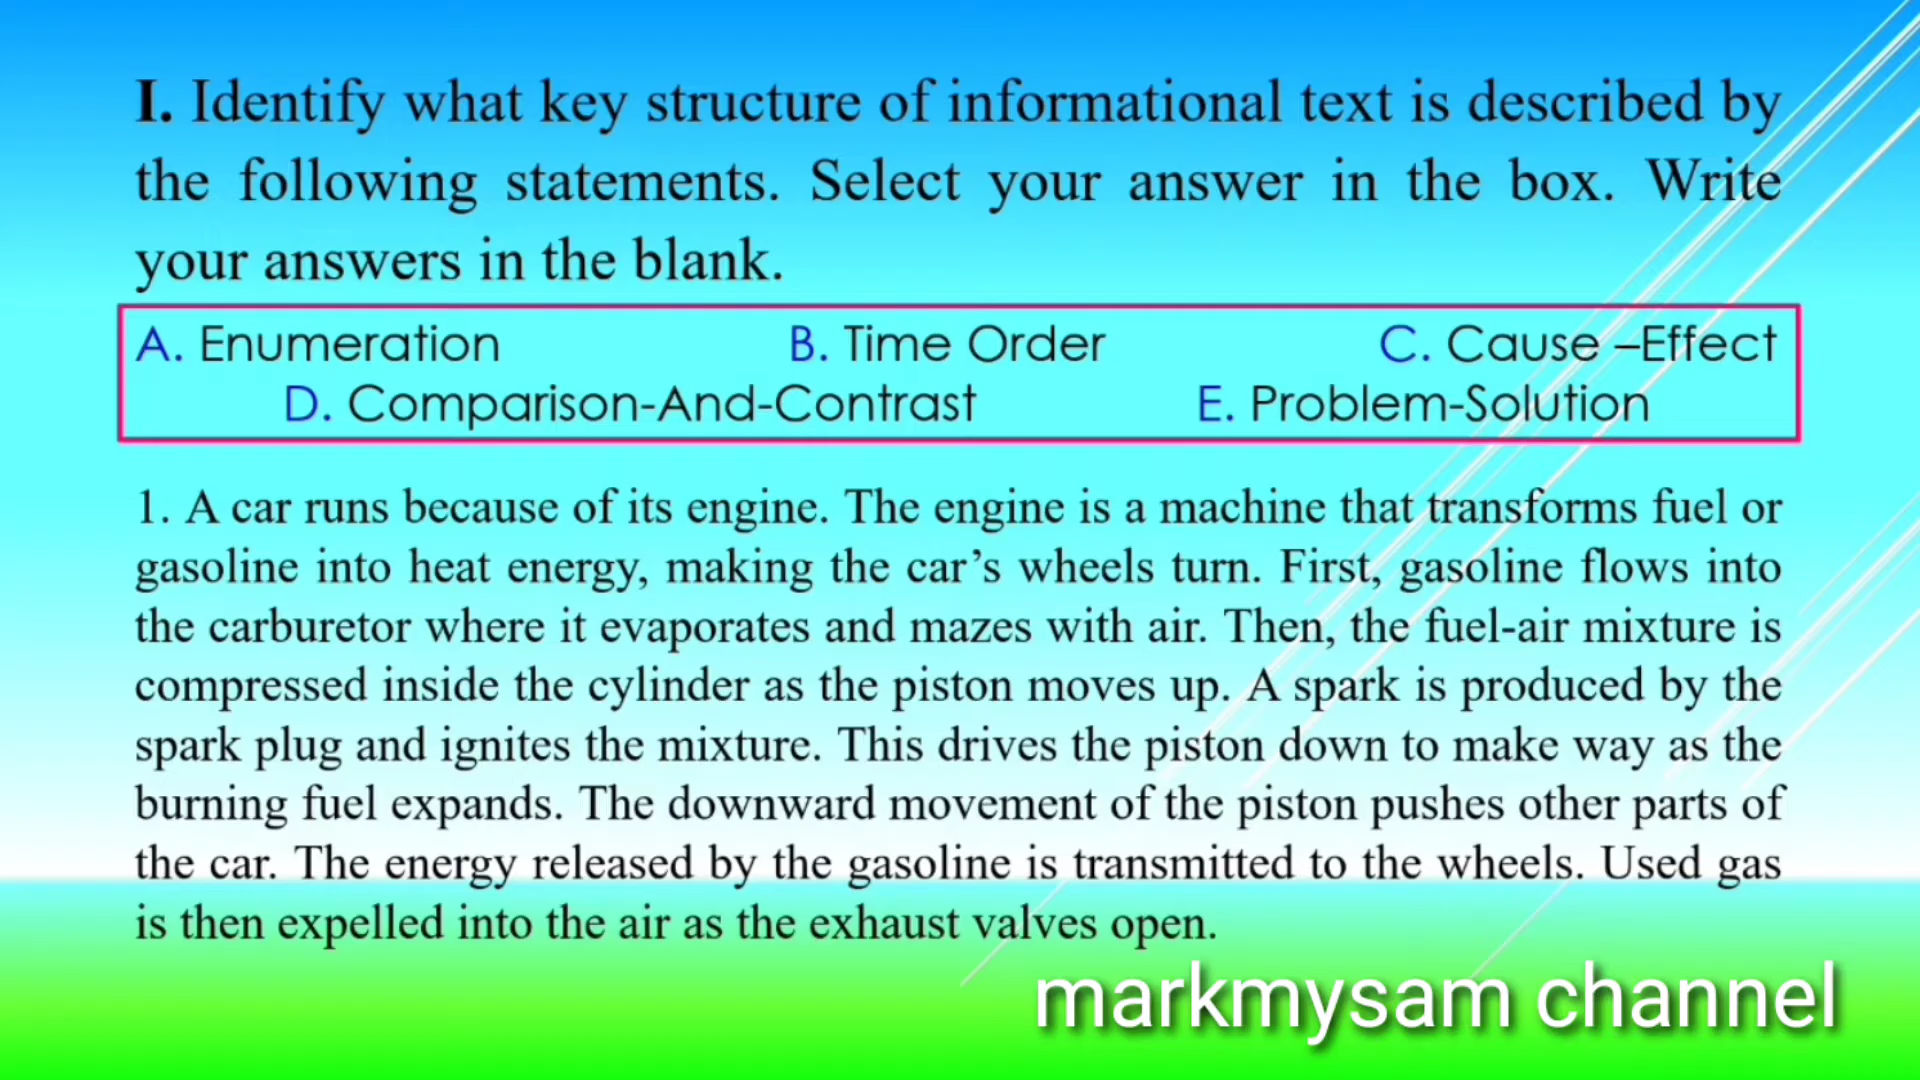 I. Identify what key structure of informational text is described by
the following statements. Select your answer in the box. Write
your answers in the blank.
A. Enumeration B. Time Order C. Cause –Effect
D. Comparison-And-Contrast E. Problem-Solution
1. A car runs because of its engine. The engine is a machine that transforms fuel or
gasoline into heat energy, making the car’s wheels turn. First, gasoline flows into
the carburetor where it evaporates and mazes with air. Then, the fuel-air mixture is
compressed inside the cylinder as the piston moves up. A spark is produced by the
spark plug and ignites the mixture. This drives the piston down to make way as the
burning fuel expands. The downward movement of the piston pushes other parts of
the car. The energy released by the gasoline is transmitted to the wheels. Used gas
is then expelled into the air as the exhaust valves open.
markmysam channel